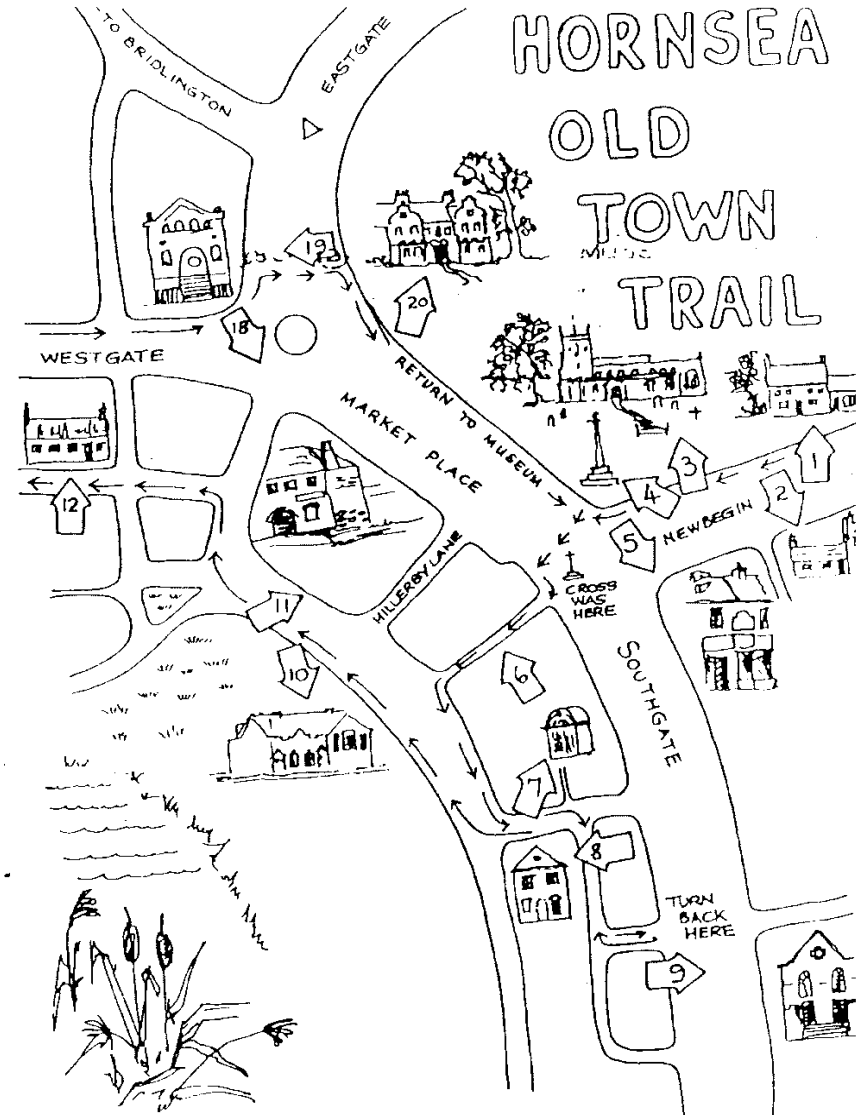 HORNSEA
OLD
TOWN
TRAIL
TO BRIDLINGTON
EASTGATE
19
20
18
WESTGATE
RETURN TO MUSEUM
MARKET PLACE
12
1
2
3
4
5
NEWBEGIN
HILLERBY LANE
CROSS
WAS
HERE
11
10
6
SOUTHGATE
7
8
TURN
BACK
HERE
9